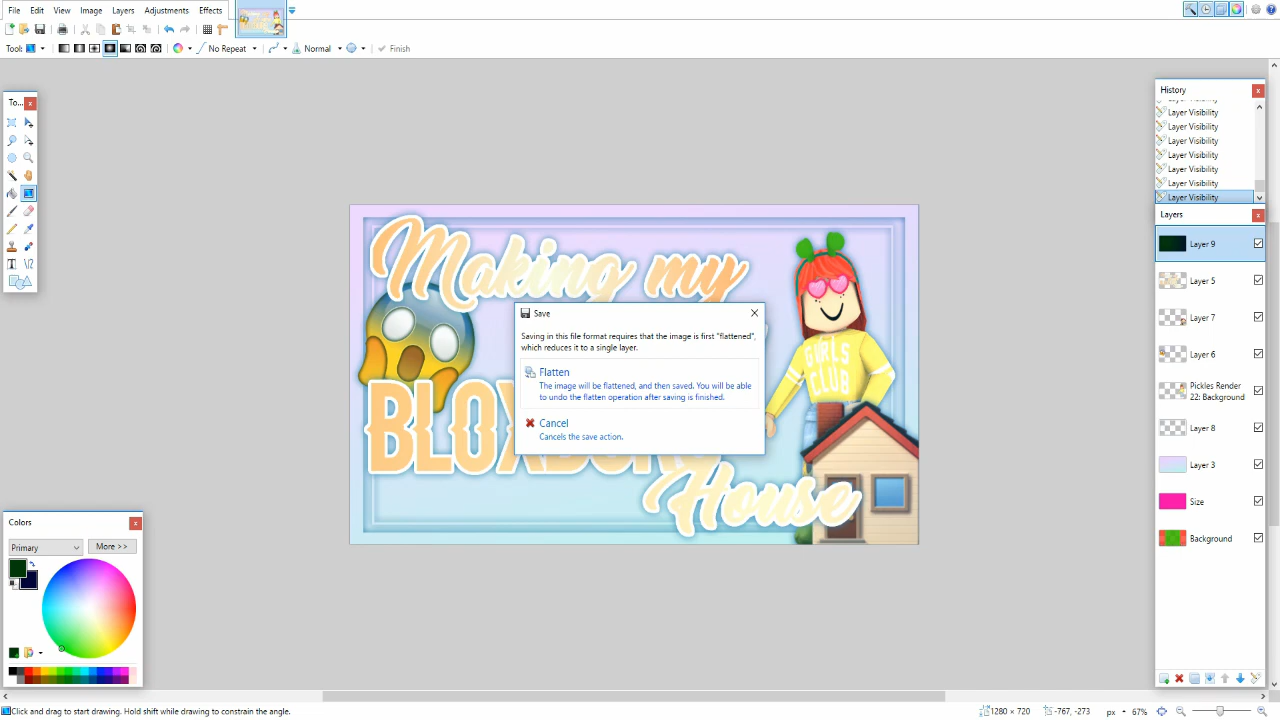 File Edit View Image Layers Adjustments Effects
Tool: No Repeat Normal Finish
To...
History
Layer Visibility
Layer Visibility
Layer Visibility
Layer Visibility
Layer Visibility
Layer Visibility
Layer Visibility
Layer Visibility
Layers
Layer 9
Layer 5
Layer 7
Layer 6
Pickles Render
22: Background
Layer 8
Layer 3
Size
Background
Making my
House
GURLS
CLUB
Save
Saving in this file format requires that the image is first "flattened",
which reduces it to a single layer.
Flatten
The image will be flattened, and then saved. You will be able
to undo the flatten operation after saving is finished.
Cancel
Cancels the save action.
Colors
Primary More >>
Click and drag to start drawing. Hold shift while drawing to constrain the angle.
1280 × 720 -767, -273 px 67%